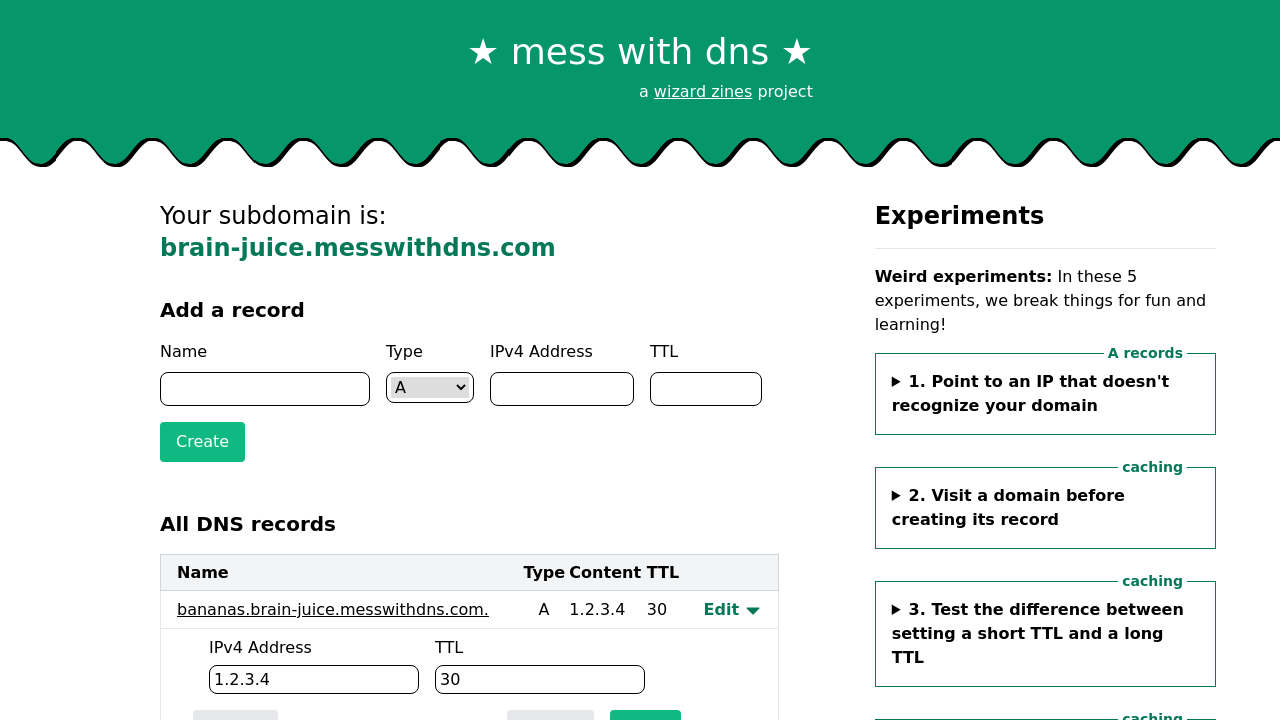 ★ mess with dns ★
a wizard zines project
Your subdomain is:
brain-juice.messwithdns.com
Add a record
Name Type IPv4 Address TTL
A
Create
All DNS records
Name Type Content TTL
bananas.brain-juice.messwithdns.com. A 1.2.3.4 30 Edit
IPv4 Address TTL
1.2.3.4 30
Experiments
Weird experiments: In these 5
experiments, we break things for fun and
learning!
A records
1. Point to an IP that doesn't
recognize your domain
caching
2. Visit a domain before
creating its record
caching
3. Test the difference between
setting a short TTL and a long
TTL
caching